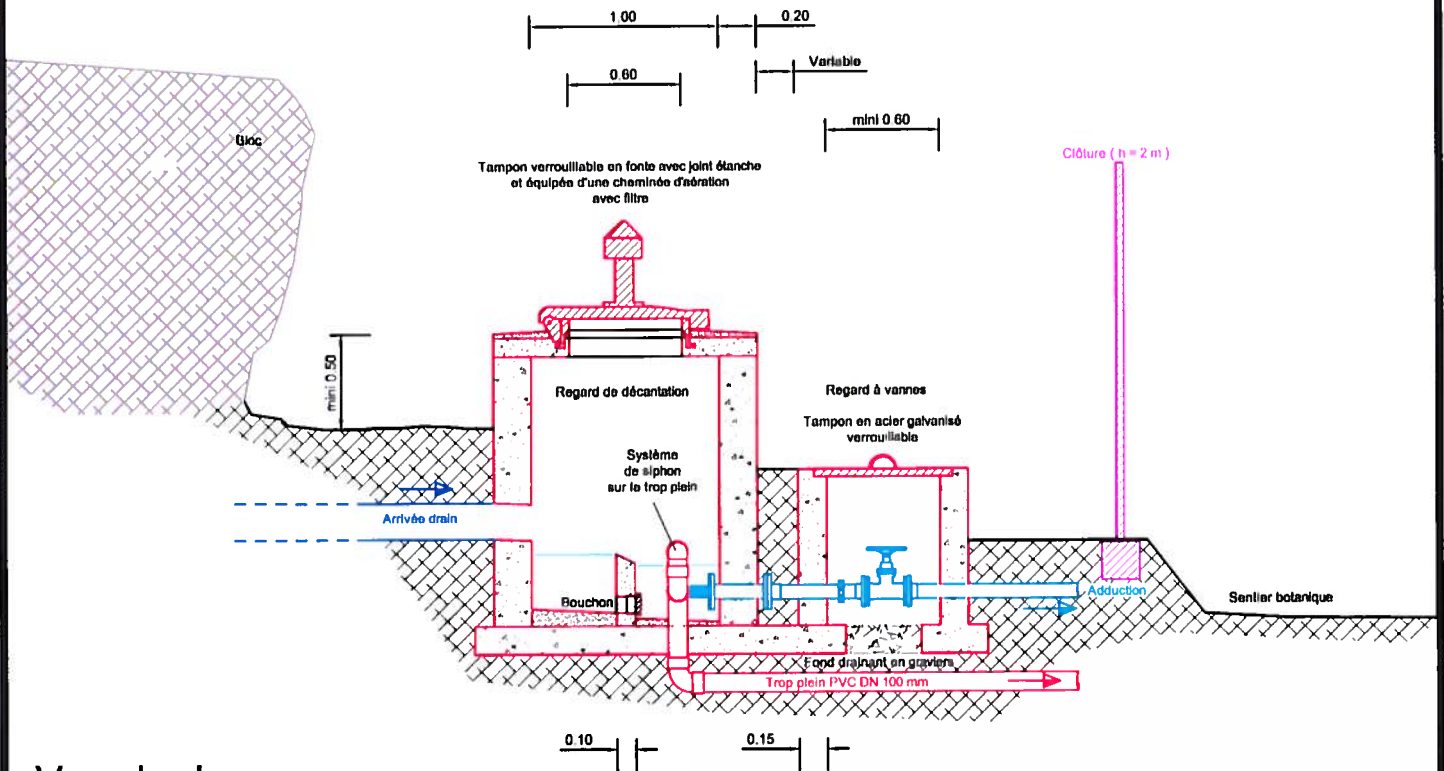 1.00
0.20
Variable
0.60
mini 0.60
Bloc
Clôture ( h = 2 m )
Tampon verrouillable en fonte avec joint étanche
et équipée d'une cheminée d'aération
avec filtre
mini 0.50
Regard de décantation
Regard à vannes
Tampon en acier galvanisé
verrouillable
Système
de siphon
sur le trop plein
Arrivée drain
Bouchon
Adduction
Sentier botanique
Fond drainant en graviers
Trop plein PVC DN 100 mm
0.10
0.15